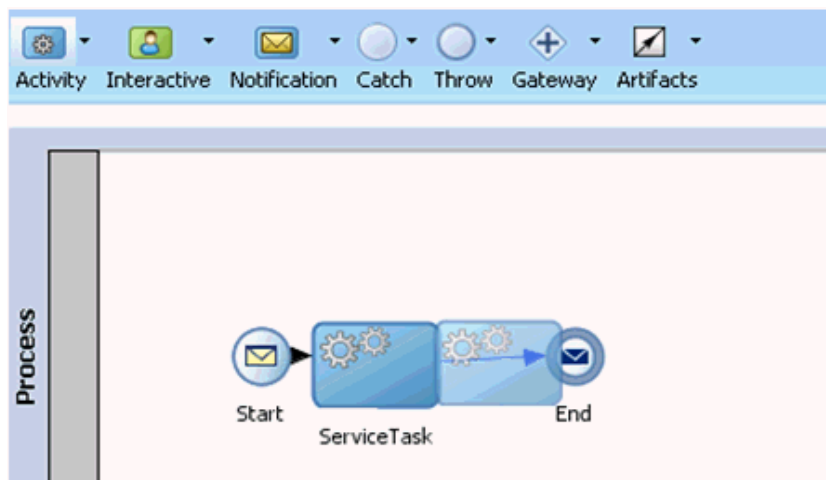 Activity Interactive Notification Catch Throw Gateway Artifacts
Process
Start
End
ServiceTask